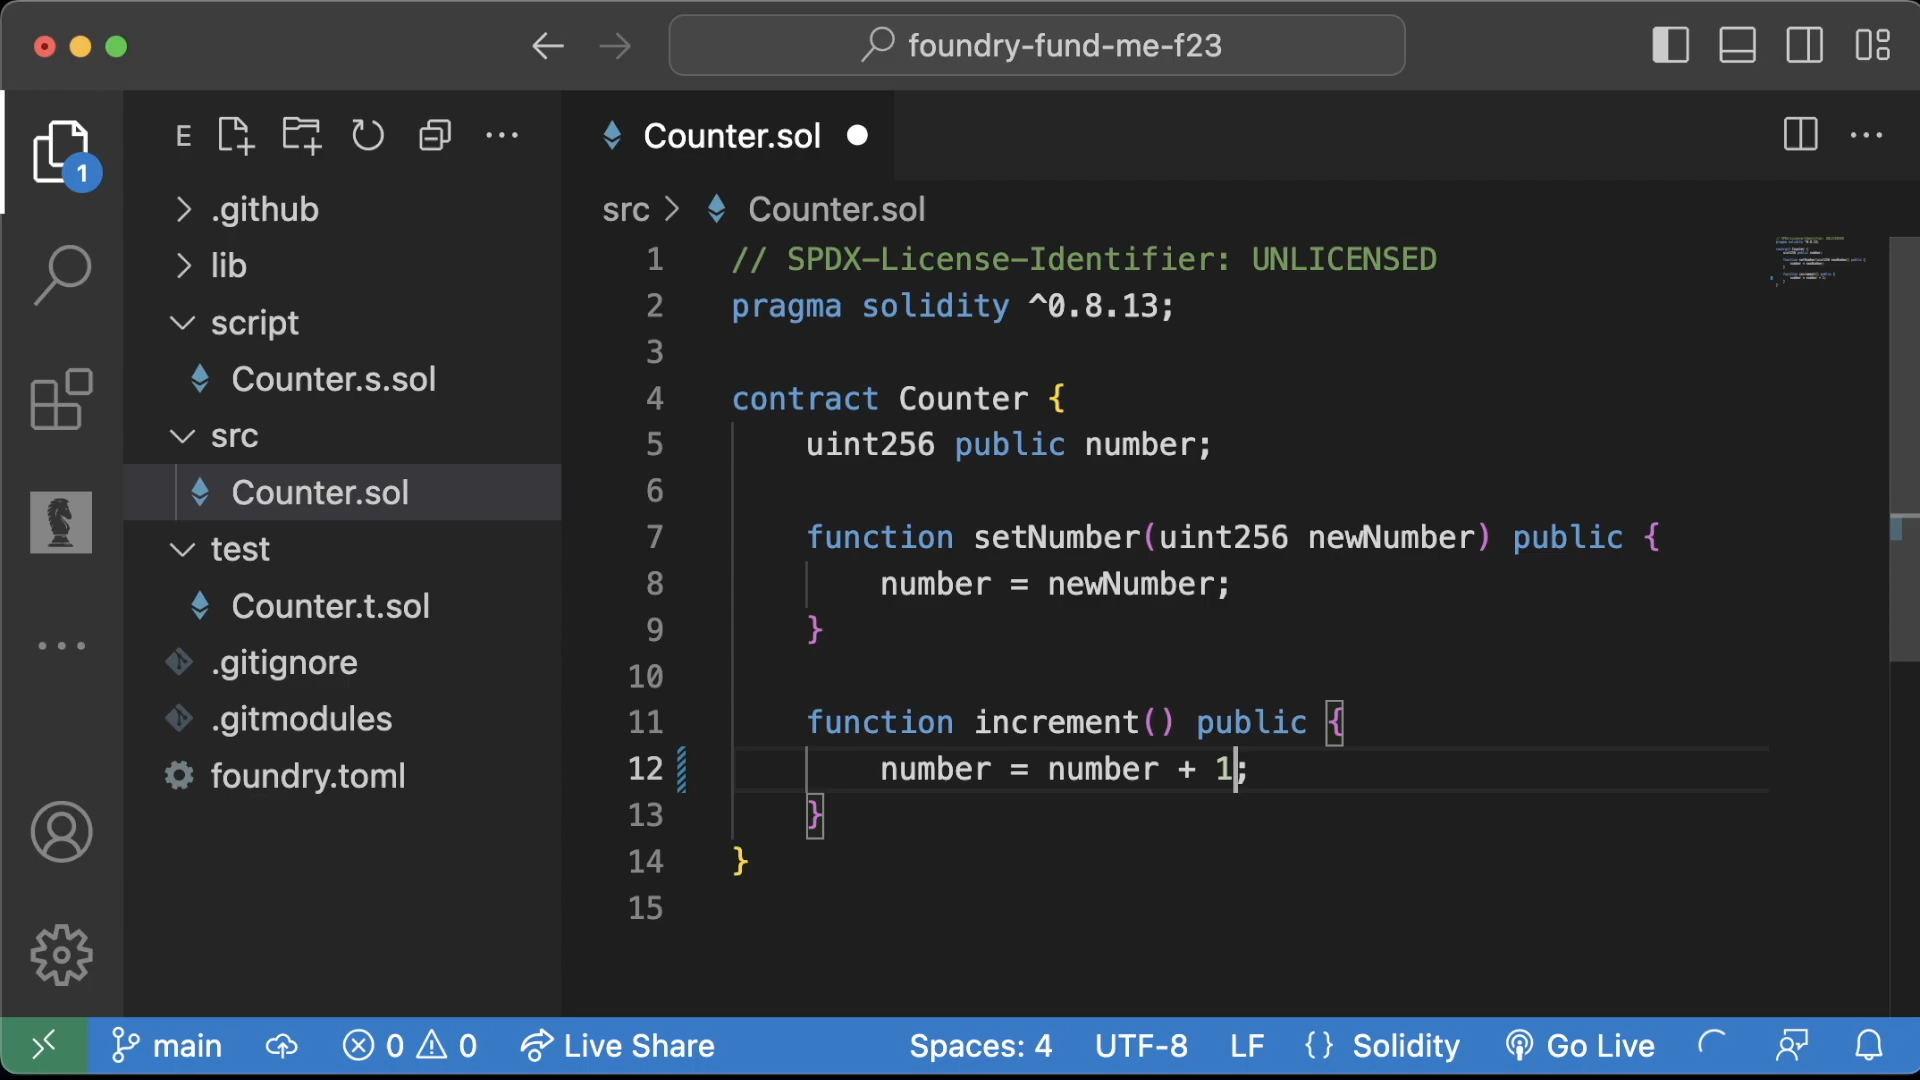 foundry-fund-me-f23
E
1
.github
lib
script
Counter.s.sol
src
Counter.sol
test
Counter.t.sol
.gitignore
.gitmodules
foundry.toml
Counter.sol
src > Counter.sol
1 // SPDX-License-Identifier: UNLICENSED
2 pragma solidity ^0.8.13;
3
4 contract Counter {
5 uint256 public number;
6
7 function setNumber(uint256 newNumber) public {
8 number = newNumber;
9 }
10
11 function increment() public {
12 number = number + 1;
13 }
14 }
15
main 0 0 Live Share Spaces: 4 UTF-8 LF {} Solidity Go Live